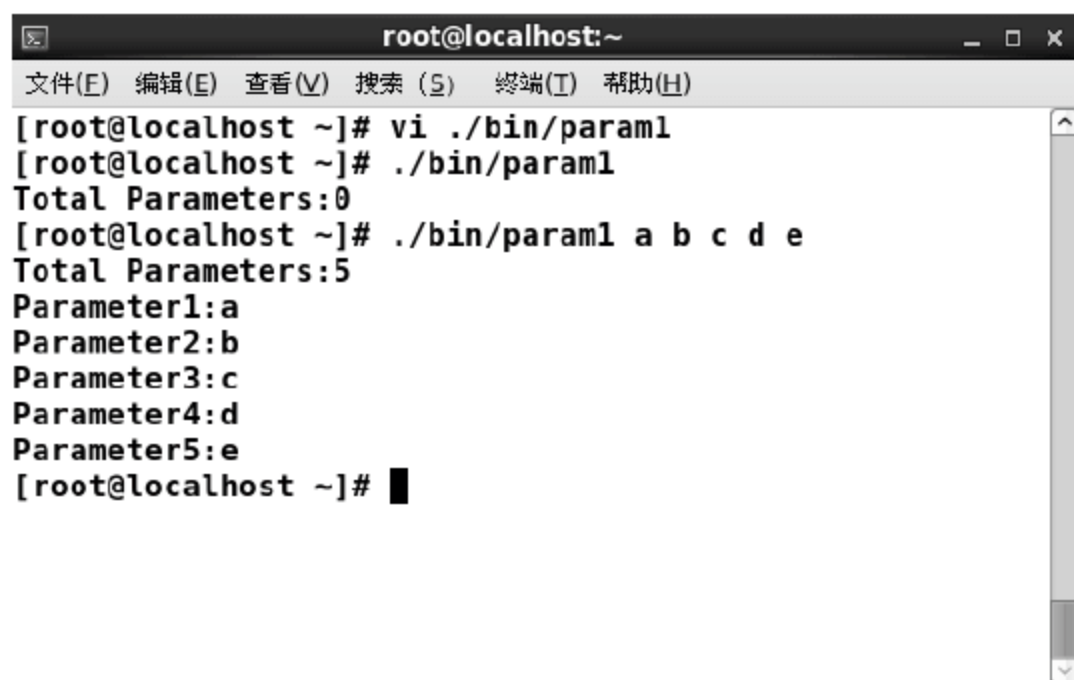 root@localhost:~
文件(F) 编辑(E) 查看(V) 搜索 (S) 终端(T) 帮助(H)
[root@localhost ~]# vi ./bin/param1
[root@localhost ~]# ./bin/param1
Total Parameters:0
[root@localhost ~]# ./bin/param1 a b c d e
Total Parameters:5
Parameter1:a
Parameter2:b
Parameter3:c
Parameter4:d
Parameter5:e
[root@localhost ~]#